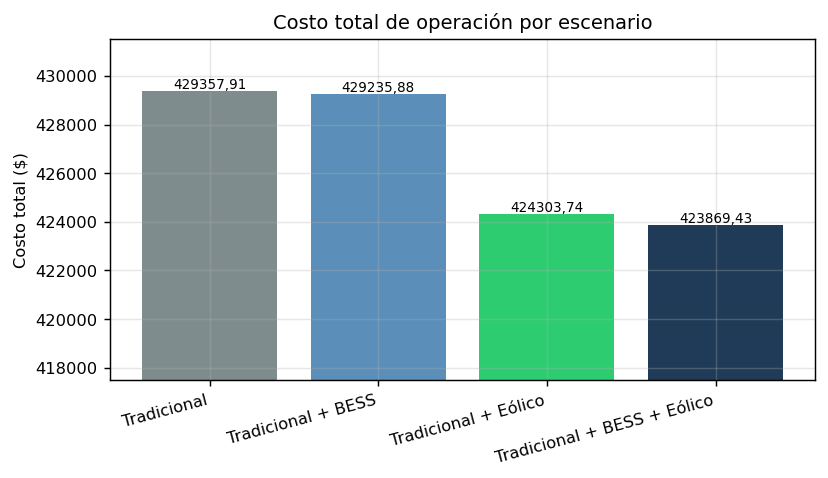 Costo total de operación por escenario
Costo total ($)
430000
428000
426000
424000
422000
420000
418000
429357,91
429235,88
424303,74
423869,43
Tradicional
Tradicional + BESS
Tradicional + Eólico
Tradicional + BESS + Eólico